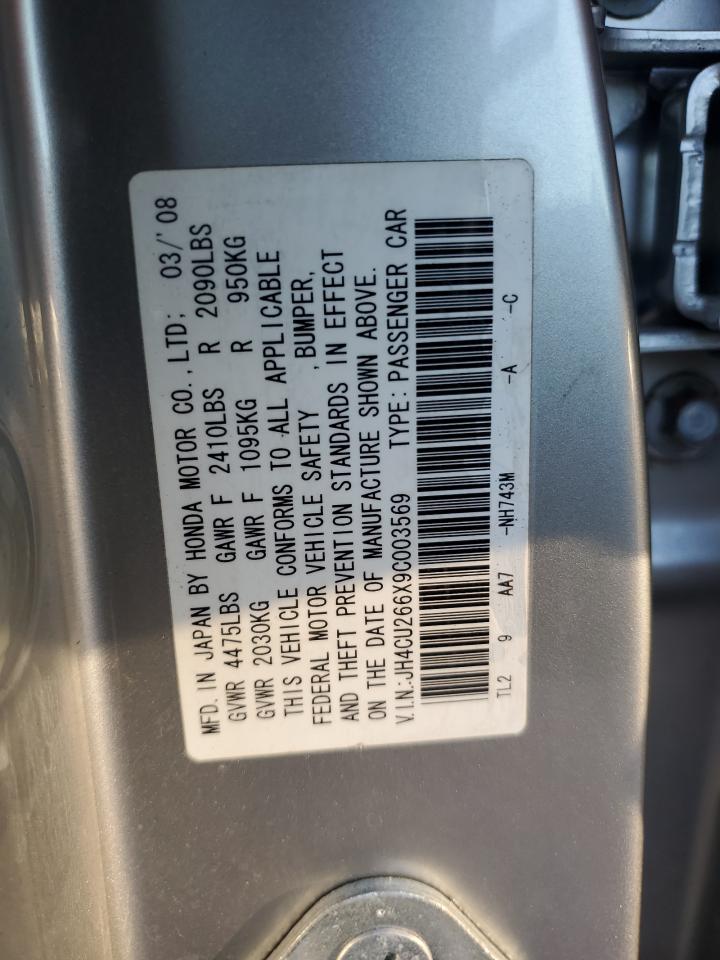 MFD. IN JAPAN BY HONDA MOTOR CO., LTD; 03/'08
GVWR 4475LBS GAWR F 2410LBS R 2090LBS
GVWR 2030KG GAWR F 1095KG R 950KG
THIS VEHICLE CONFORMS TO ALL APPLICABLE
FEDERAL MOTOR VEHICLE SAFETY , BUMPER,
AND THEFT PREVENTION STANDARDS IN EFFECT
ON THE DATE OF MANUFACTURE SHOWN ABOVE.
V.I.N:JH4CU266X9C003569 TYPE: PASSENGER CAR
TL2 9 AA7 -NH743M -A -C